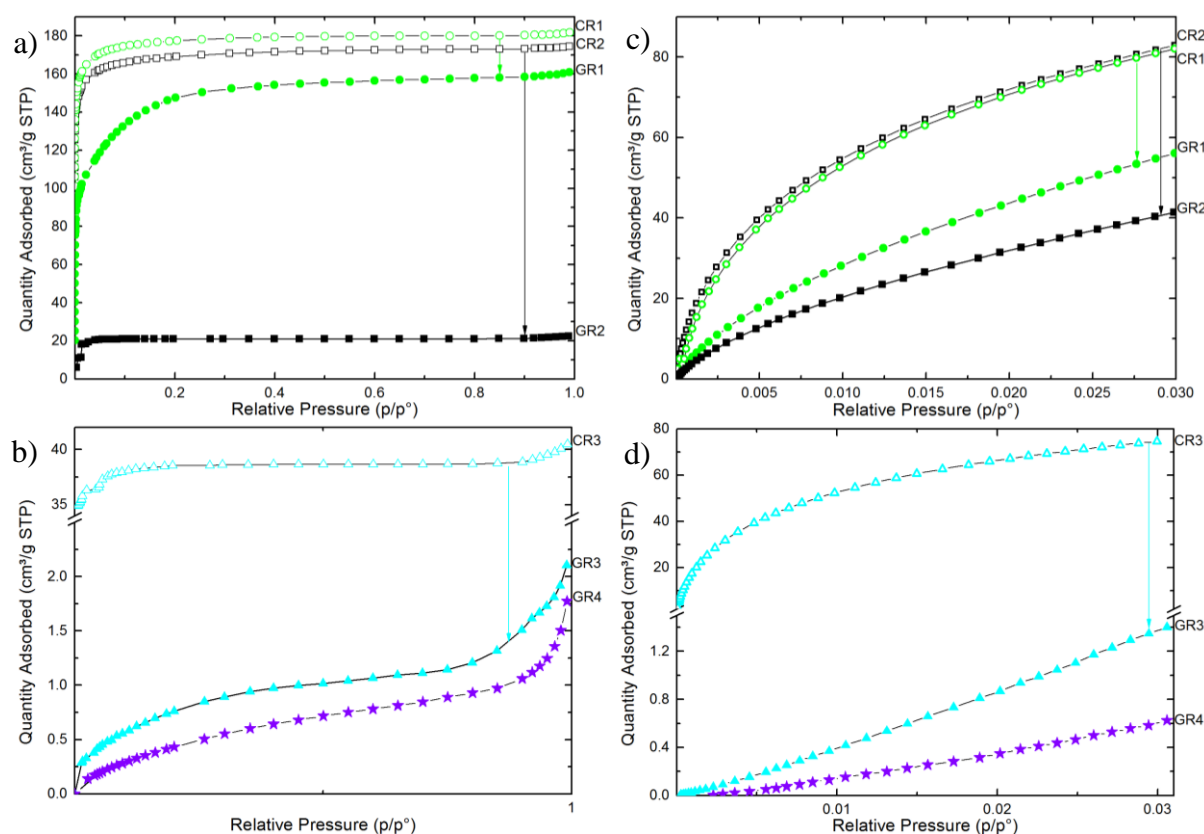 a)
Quantity Adsorbed (cm³/g STP)
180
160
140
120
100
80
60
40
20
0
0.2
0.4
0.6
0.8
1.0
Relative Pressure (p/p°)
CR1
CR2
GR1
GR2
c)
Quantity Adsorbed (cm³/g STP)
80
60
40
20
0
0.005
0.010
0.015
0.020
0.025
0.030
Relative Pressure (p/p°)
CR2
CR1
GR1
GR2
b)
Quantity Adsorbed (cm³/g STP)
40
35
2.0
1.5
1.0
0.5
0.0
1
Relative Pressure (p/p°)
CR3
GR3
GR4
d)
Quantity Adsorbed (cm³/g STP)
80
60
40
20
1.2
0.8
0.4
0.0
0.01
0.02
0.03
Relative Pressure (p/p°)
CR3
GR3
GR4